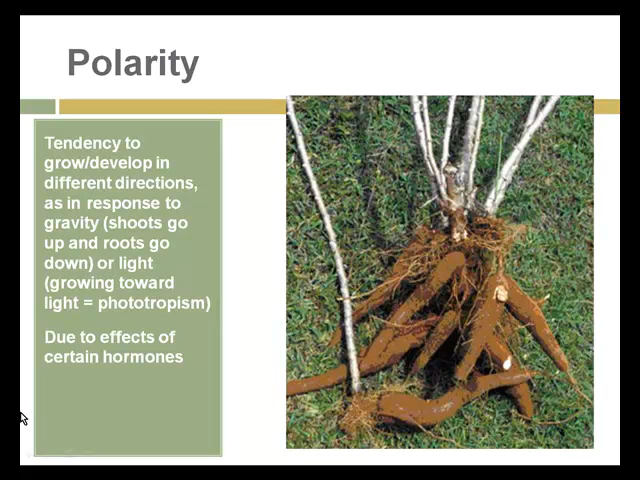 Polarity
Tendency to
grow/develop in
different directions,
as in response to
gravity (shoots go
up and roots go
down) or light
(growing toward
light = phototropism)
Due to effects of
certain hormones